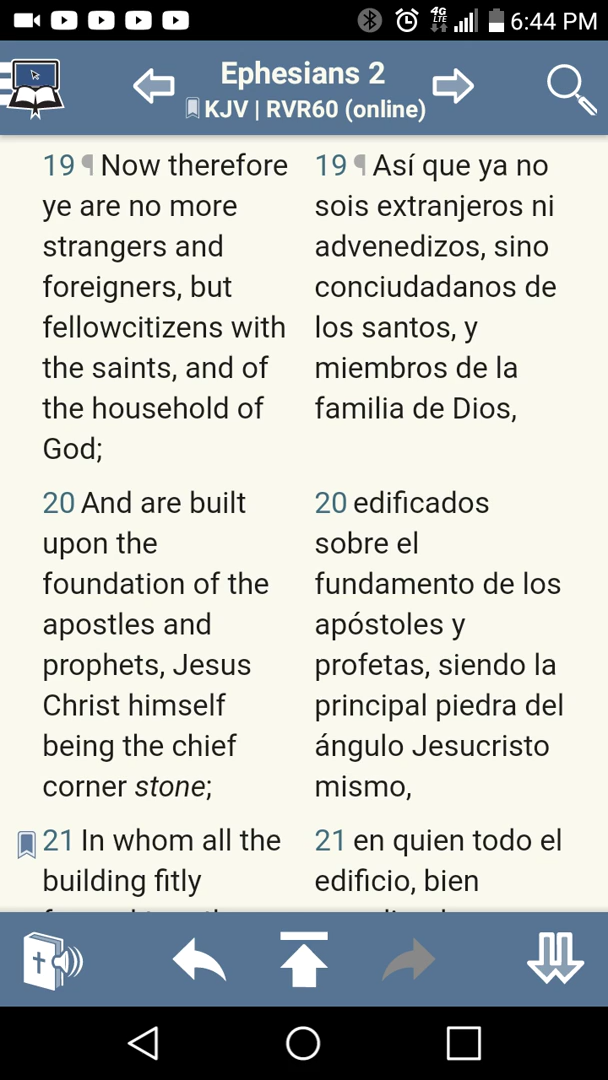 4G
LTE
6:44 PM
Ephesians 2
KJV | RVR60 (online)
19 ¶ Now therefore
ye are no more
strangers and
foreigners, but
fellowcitizens with
the saints, and of
the household of
God;
20 And are built
upon the
foundation of the
apostles and
prophets, Jesus
Christ himself
being the chief
corner stone;
21 In whom all the
building fitly
19 ¶ Así que ya no
sois extranjeros ni
advenedizos, sino
conciudadanos de
los santos, y
miembros de la
familia de Dios,
20 edificados
sobre el
fundamento de los
apóstoles y
profetas, siendo la
principal piedra del
ángulo Jesucristo
mismo,
21 en quien todo el
edificio, bien